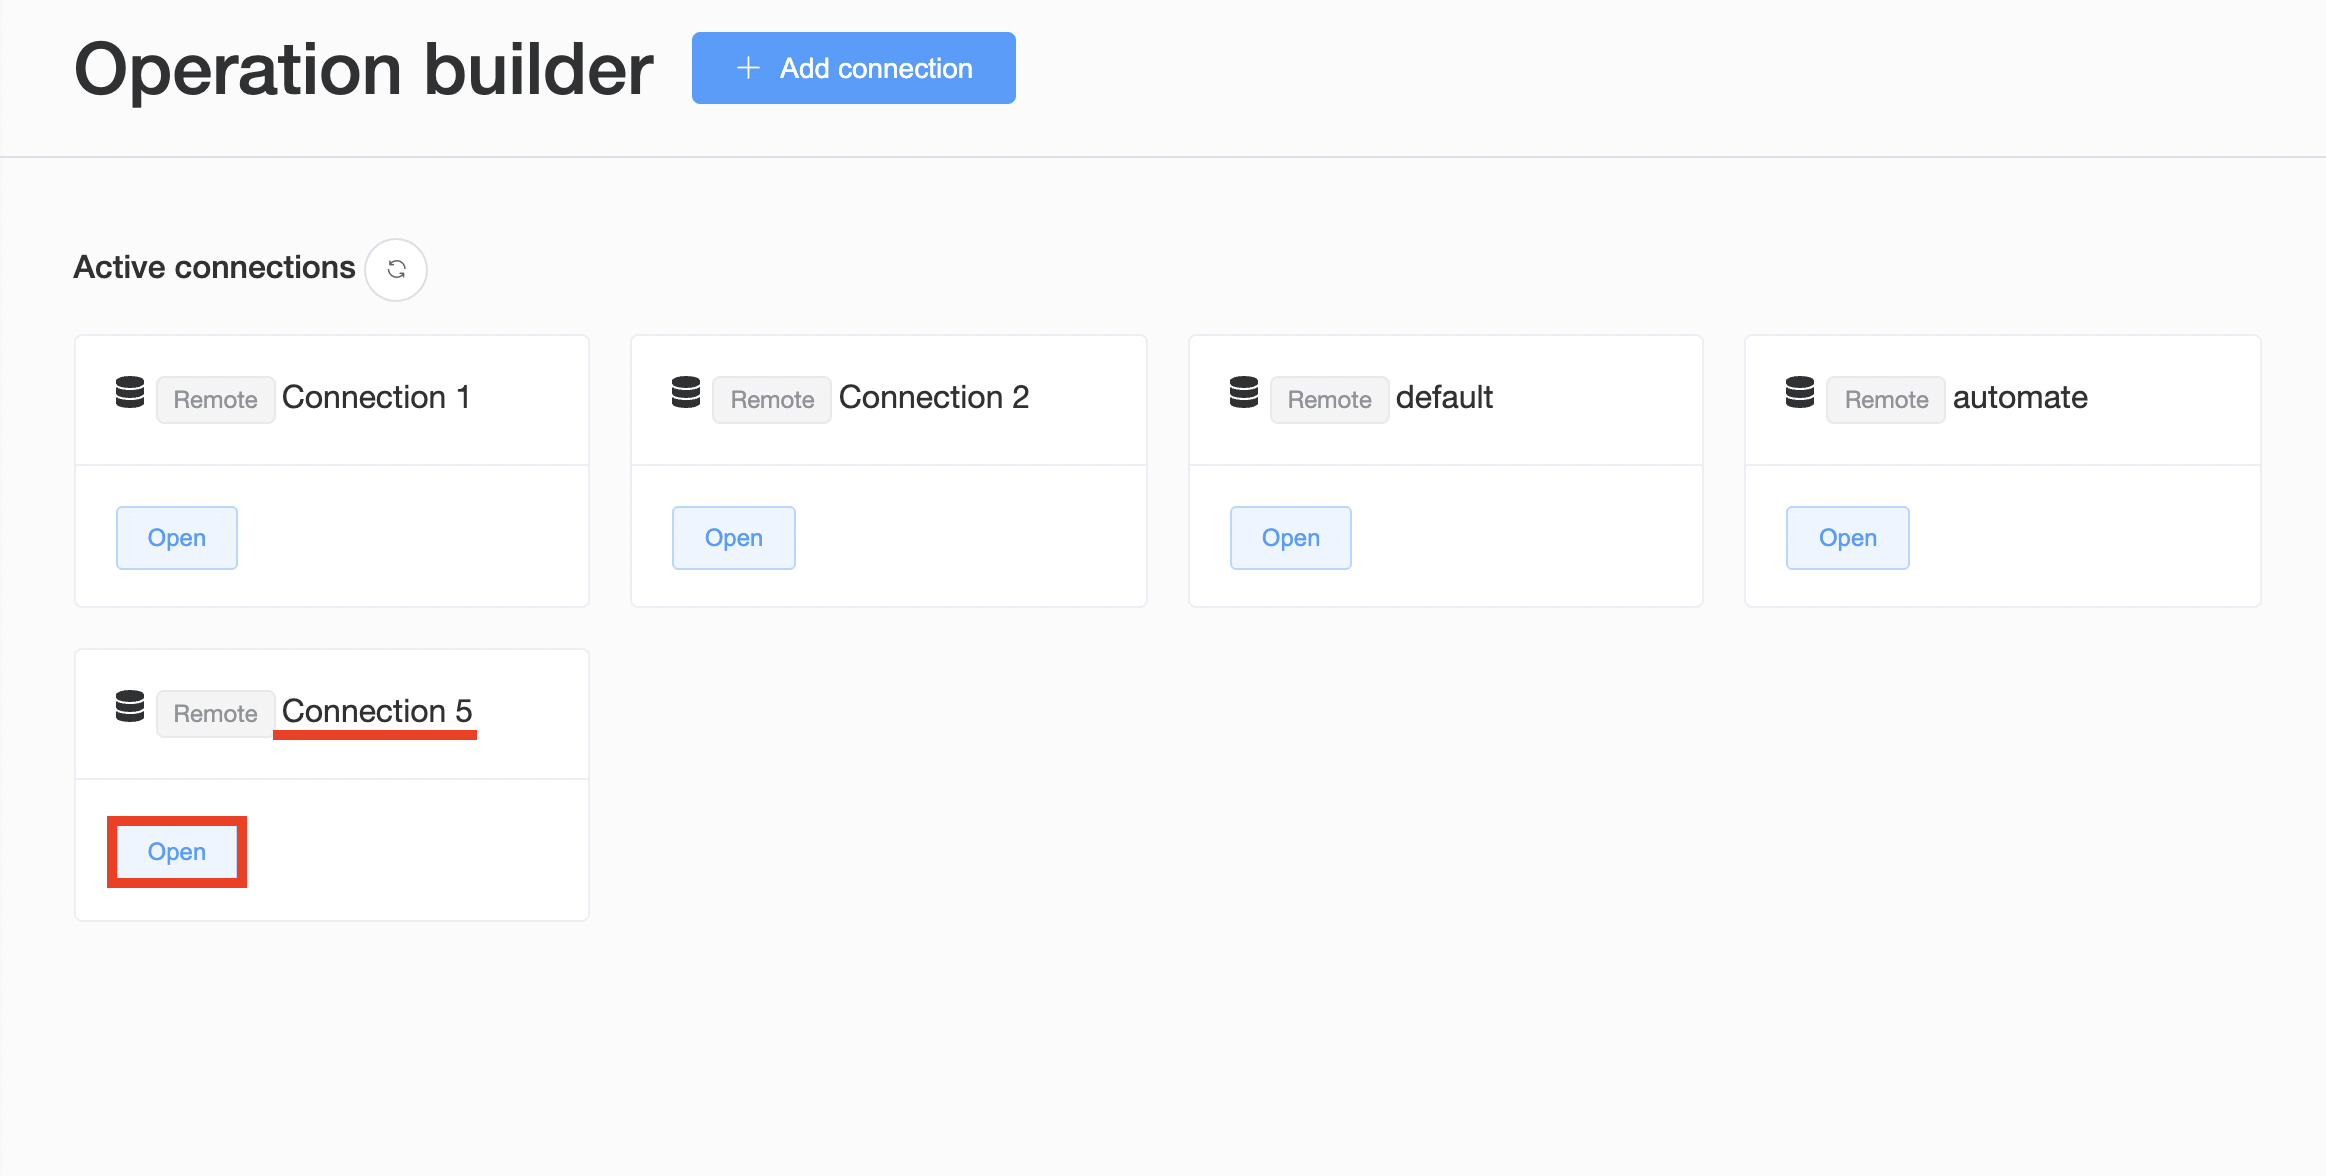 Operation builder
Add connection
Active connections
Remote Connection 1
Open
Remote Connection 2
Open
Remote default
Open
Remote automate
Open
Remote Connection 5
Open